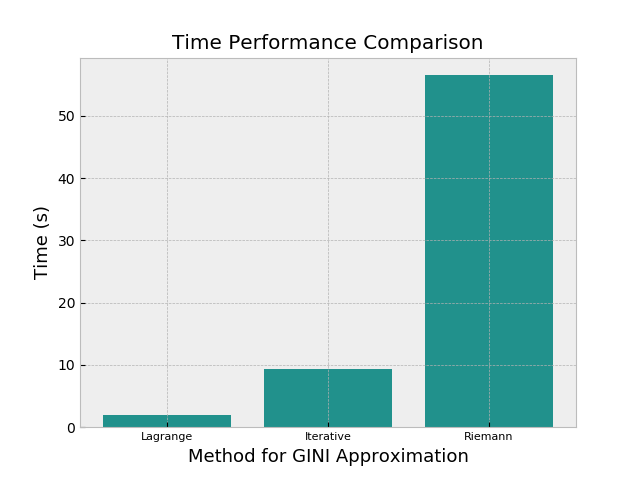 Time Performance Comparison
Time (s)
50
40
30
20
10
0
Lagrange
Iterative
Riemann
Method for GINI Approximation